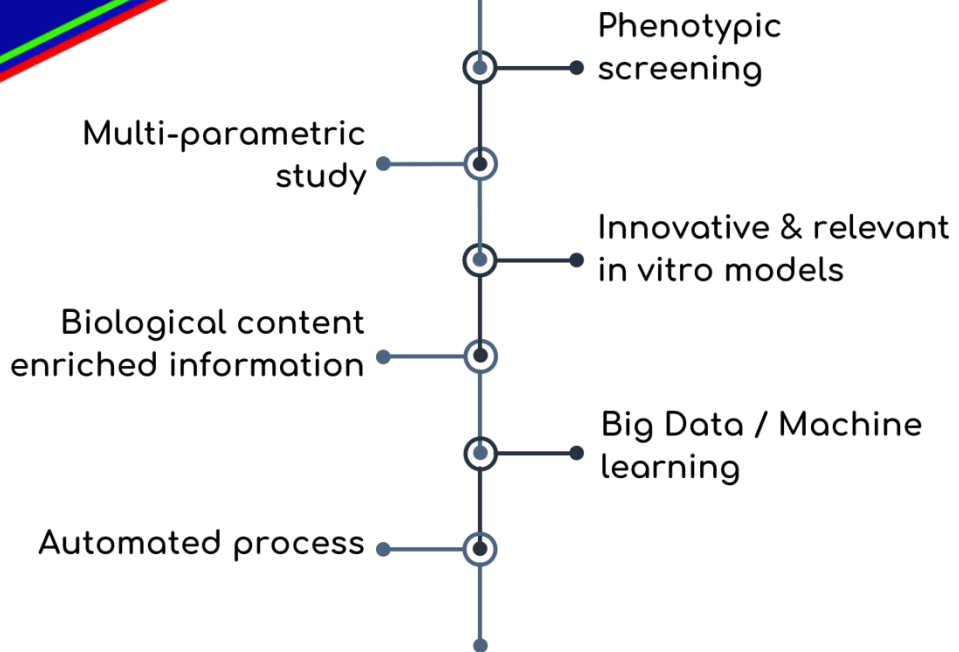 Phenotypic
screening
Multi-parametric
study
Innovative & relevant
in vitro models
Biological content
enriched information
Big Data / Machine
learning
Automated process